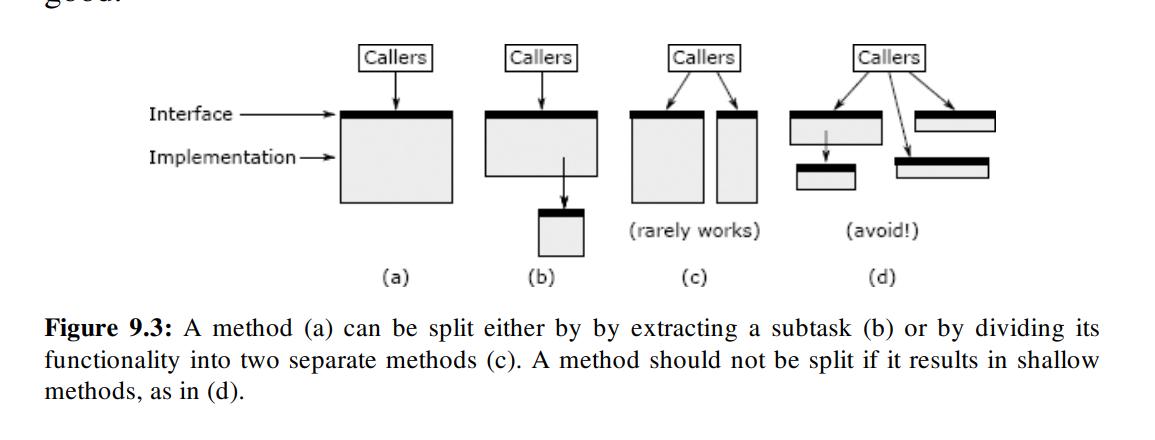 good.
Callers Callers Callers Callers
Interface
Implementation
(rarely works) (avoid!)
(a) (b) (c) (d)
Figure 9.3: A method (a) can be split either by by extracting a subtask (b) or by dividing its
functionality into two separate methods (c). A method should not be split if it results in shallow
methods, as in (d).